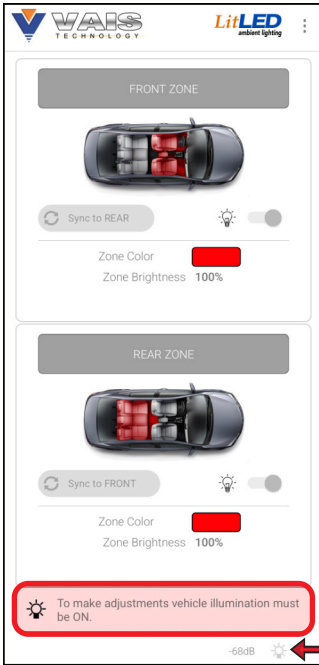 VAIS
TECHNOLOGY
LitLED
ambient lighting
FRONT ZONE
Sync to REAR
Zone Color
Zone Brightness 100%
REAR ZONE
Sync to FRONT
Zone Color
Zone Brightness 100%
To make adjustments vehicle illumination must
be ON.
-68dB